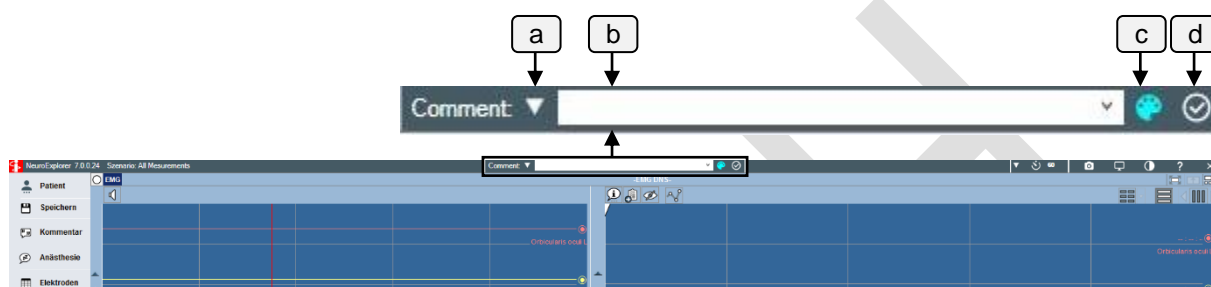 a b c d
Comment: ▼
NeuroExplorer 7.0.0.24 Szenario: All Mesurements Comment: ▼ ?
Patient EMG EMG DNS
Speichern
Kommentar
Orbicularis oculi L Orbicularis oculi L
Anästhesie
Elektroden